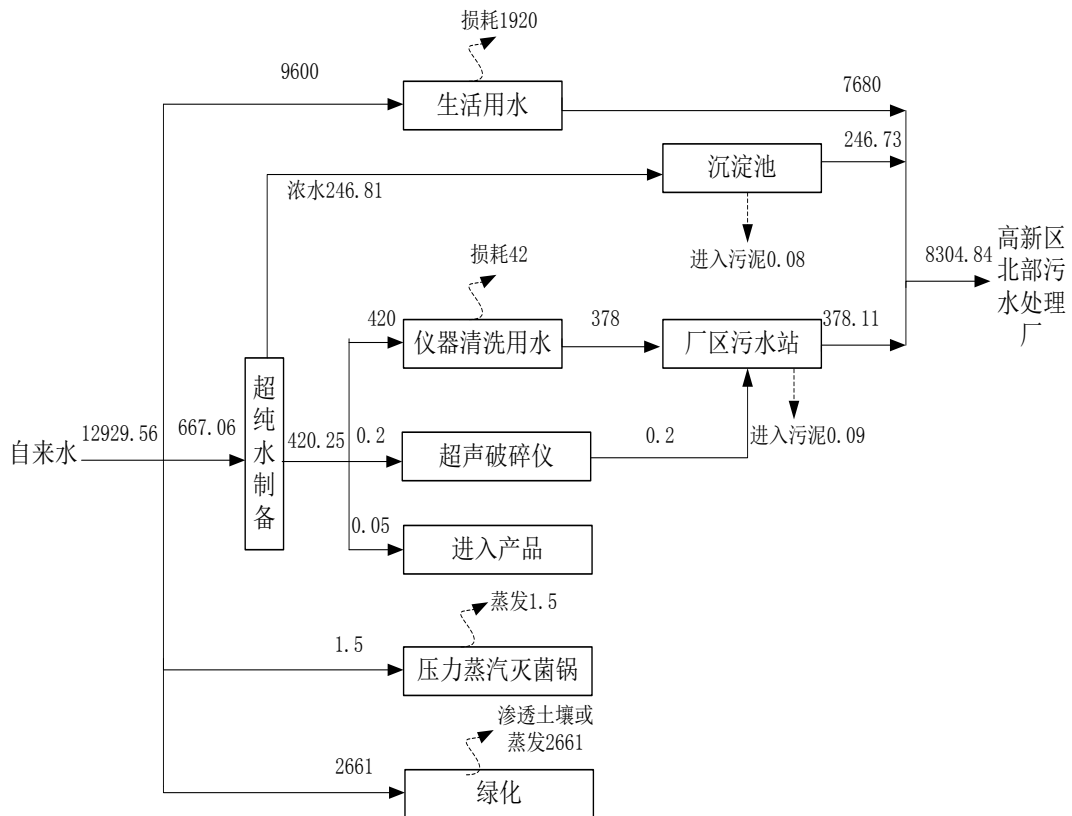 损耗1920
9600
生活用水
7680
246.73
沉淀池
浓水246.81
进入污泥0.08
高新区
北部污
水处理
厂
8304.84
损耗42
420
仪器清洗用水
378
厂区污水站
378.11
超纯水制备
自来水
12929.56
667.06
420.25
0.2
超声破碎仪
0.2
进入污泥0.09
0.05
进入产品
蒸发1.5
1.5
压力蒸汽灭菌锅
渗透土壤或
蒸发2661
2661
绿化